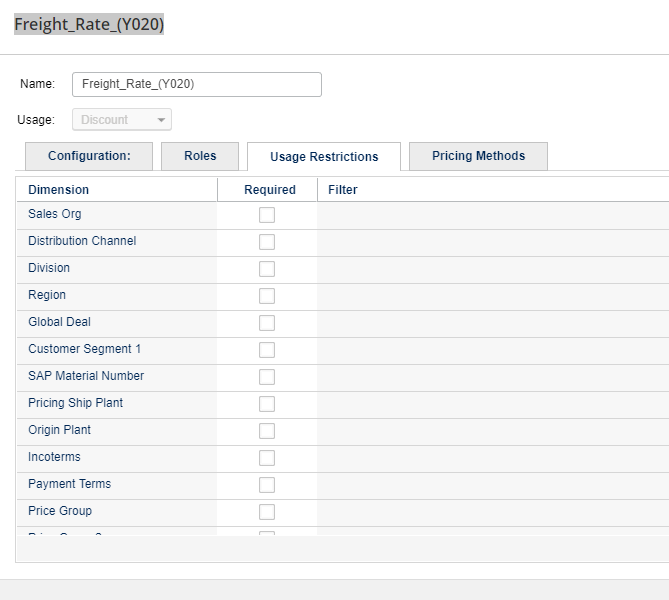 Freight_Rate_(Y020)
Name: Freight_Rate_(Y020)
Usage: Discount
Configuration: Roles Usage Restrictions Pricing Methods
Dimension Required Filter
Sales Org
Distribution Channel
Division
Region
Global Deal
Customer Segment 1
SAP Material Number
Pricing Ship Plant
Origin Plant
Incoterms
Payment Terms
Price Group